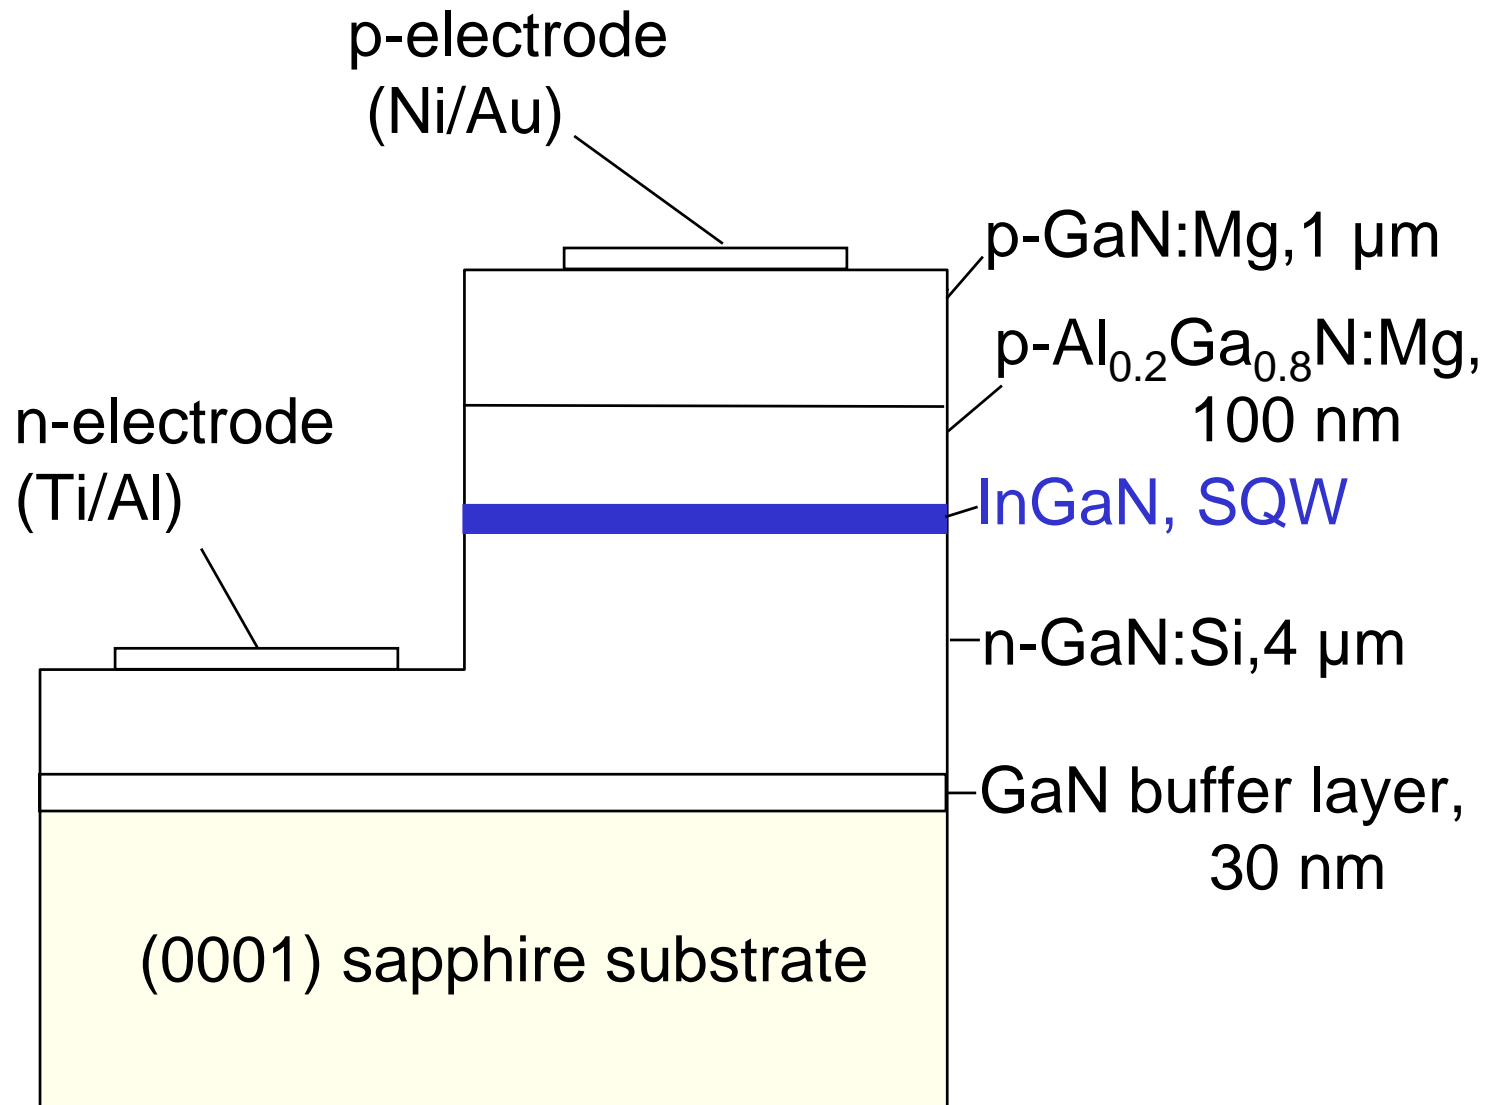 p-electrode
(Ni/Au)
p-GaN:Mg,1 µm
p-Al₀.₂Ga₀.₈N:Mg,
100 nm
n-electrode
(Ti/Al)
InGaN, SQW
n-GaN:Si,4 µm
GaN buffer layer,
30 nm
(0001) sapphire substrate